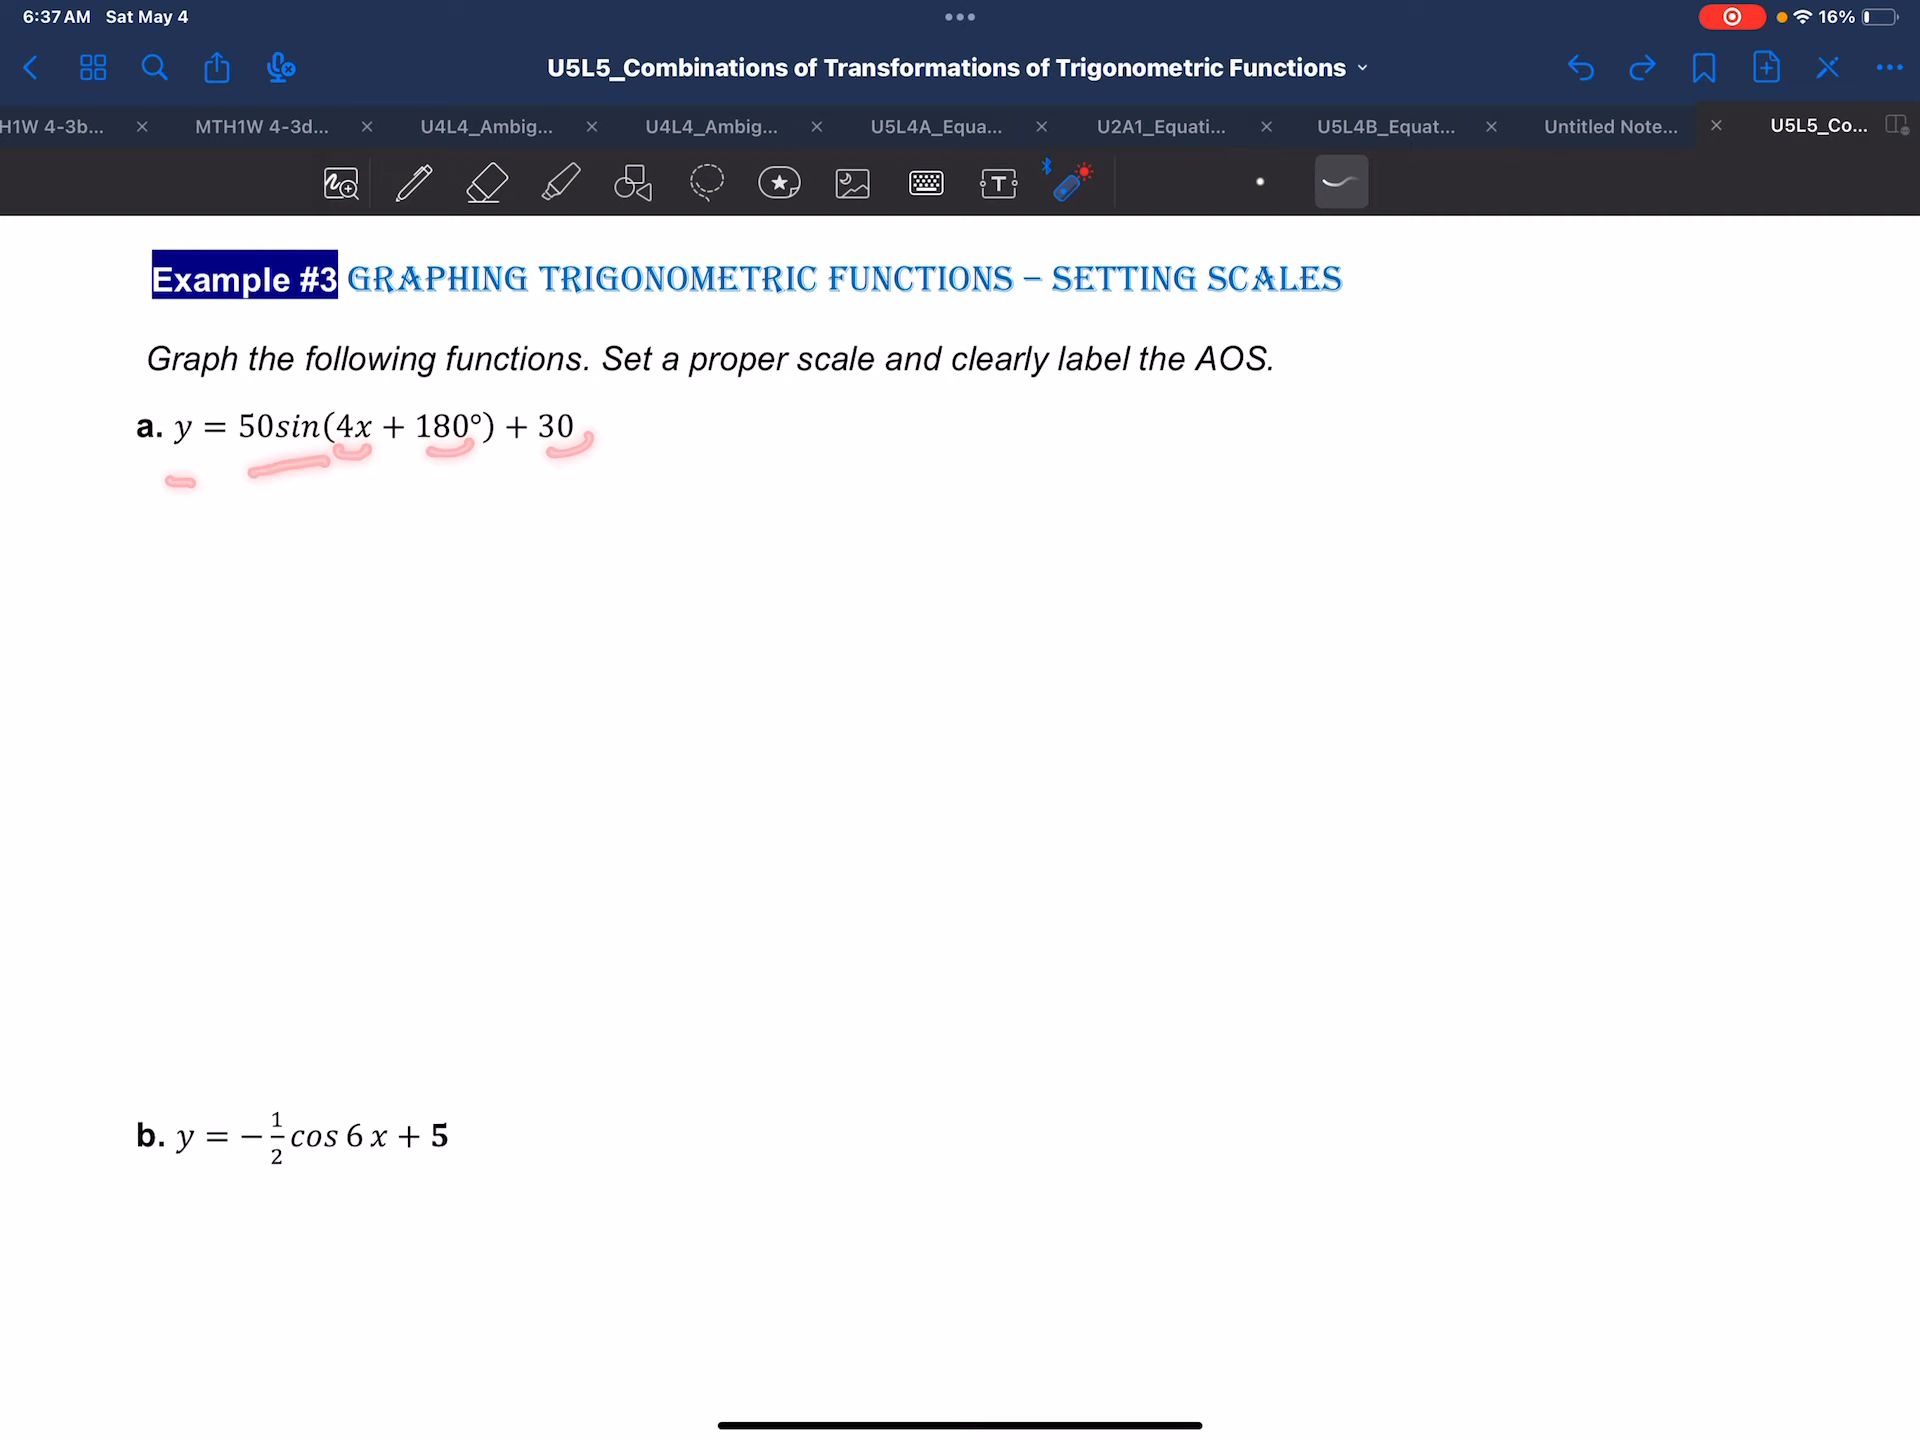 6:37 AM Sat May 4
16%
U5L5_Combinations of Transformations of Trigonometric Functions
H1W 4-3b... MTH1W 4-3d... U4L4_Ambig... U4L4_Ambig... U5L4A_Equa... U2A1_Equati... U5L4B_Equat... Untitled Note... U5L5_Co...
T
Example #3 GRAPHING TRIGONOMETRIC FUNCTIONS – SETTING SCALES
Graph the following functions. Set a proper scale and clearly label the AOS.
a. y = 50sin(4x + 180°) + 30
b. y = −1/2 cos 6 x + 5